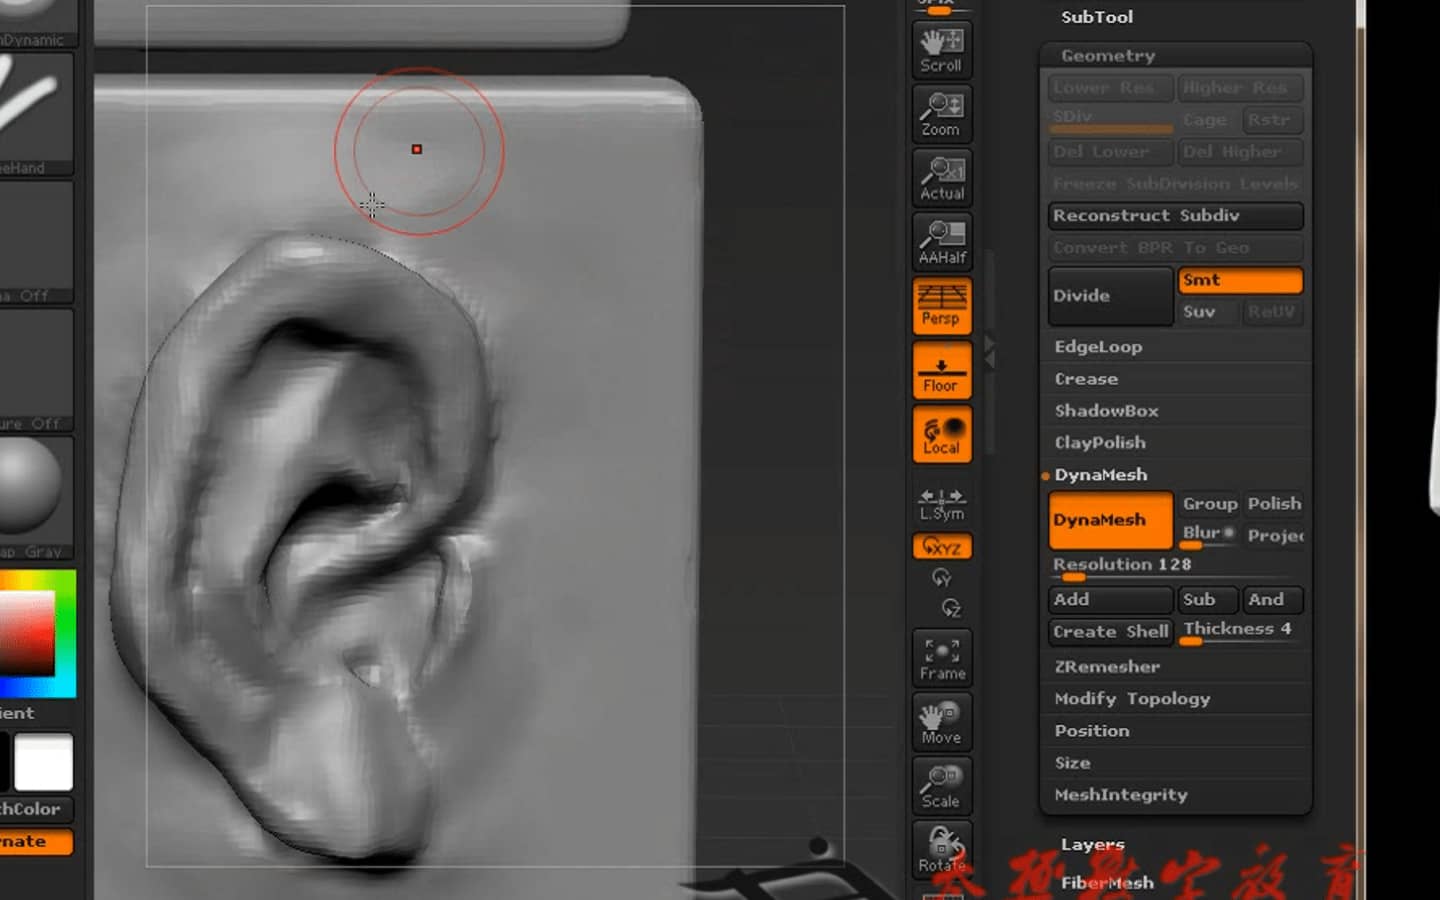 Dynamic
eeHand
Off
ure Off
ap Gray
ient
hColor
nate
Scroll
Zoom
Actual
AAHalf
Persp
Floor
Local
L.Sym
XYZ
Y
Z
Frame
Move
Scale
Rotate
SubTool
Geometry
Lower Res Higher Res
SDiv Cage Rstr
Del Lower Del Higher
Freeze SubDivision Levels
Reconstruct Subdiv
Convert BPR To Geo
Divide Smt
Suv ReUV
EdgeLoop
Crease
ShadowBox
ClayPolish
DynaMesh
DynaMesh Group Polish
Blur Projec
Resolution 128
Add Sub And
Create Shell Thickness 4
ZRemesher
Modify Topology
Position
Size
MeshIntegrity
Layers
FiberMesh